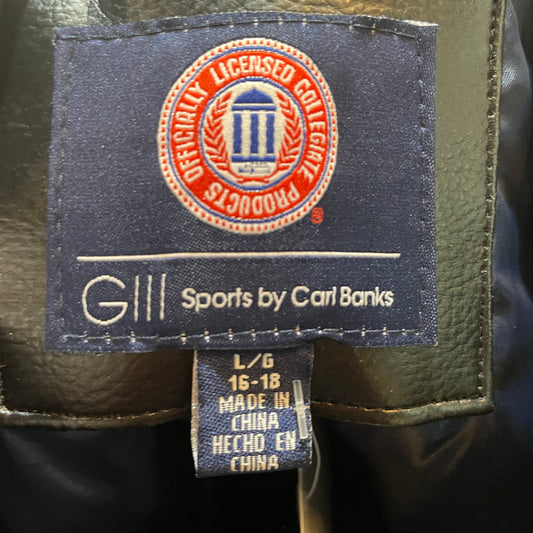 OFFICIALLY LICENSED COLLEGIATE PRODUCTS
®
GIII Sports by Carl Banks
L/G
16-18
MADE IN
CHINA
HECHO EN
CHINA